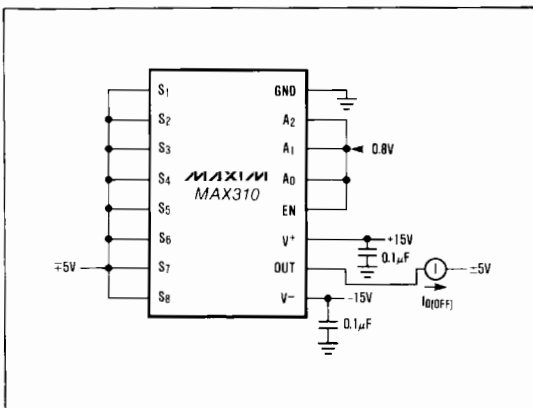 S1
GND
S2
A2
S3
A1
0.8V
S4
MAXIM
A0
MAX310
S5
EN
S6
V+
+15V
∓5V
S7
OUT
0.1µF
I
±5V
IO(OFF)
S8
V-
-15V
0.1µF